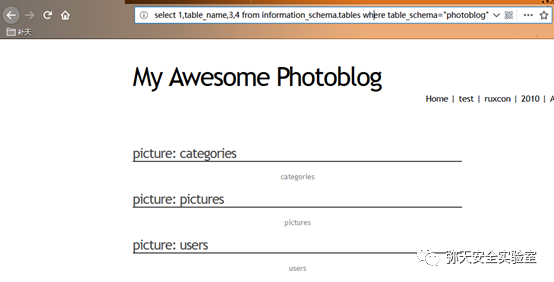 select 1,table_name,3,4 from information_schema.tables where table_schema="photoblog"
补天
My Awesome Photoblog
Home | test | ruxcon | 2010 | A
picture: categories
categories
picture: pictures
pictures
picture: users
users
弥天安全实验室